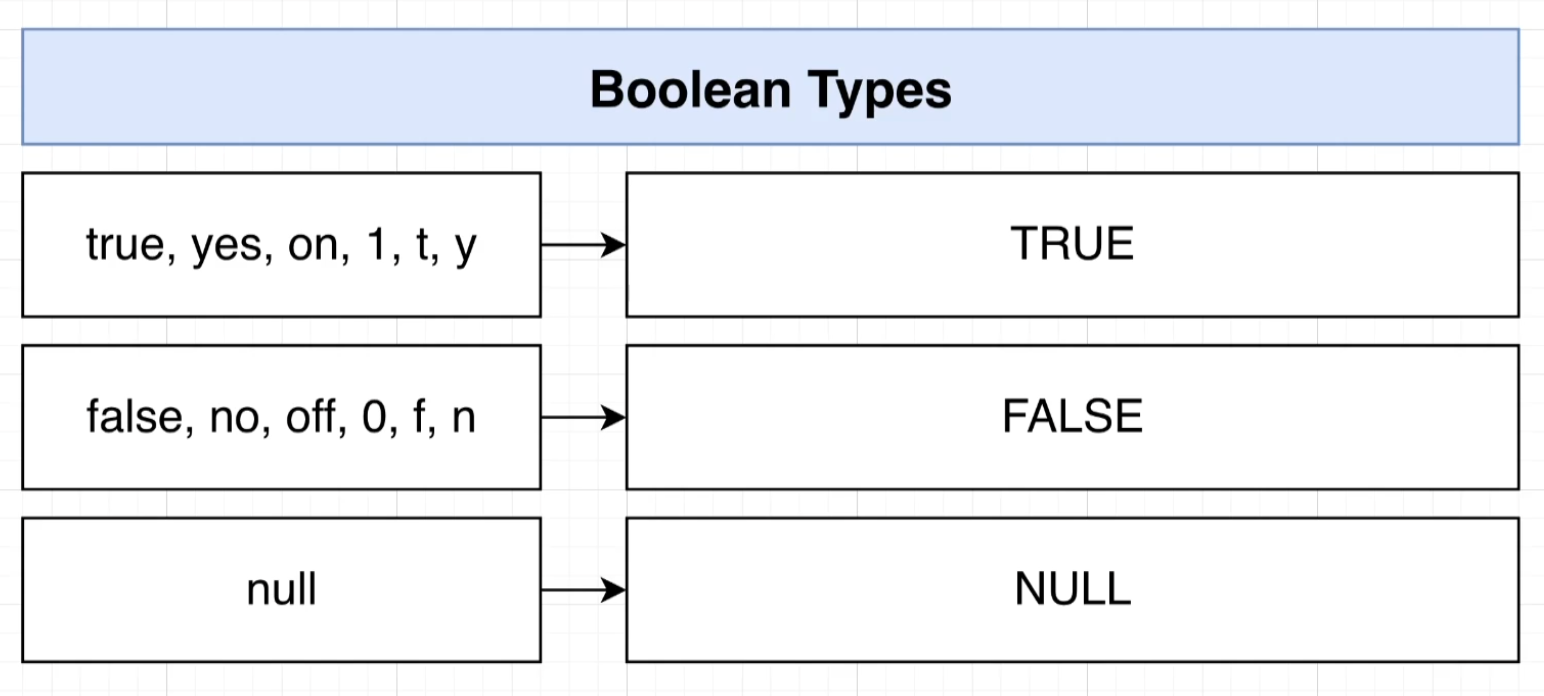 Boolean Types
true, yes, on, 1, t, y
TRUE
false, no, off, 0, f, n
FALSE
null
NULL